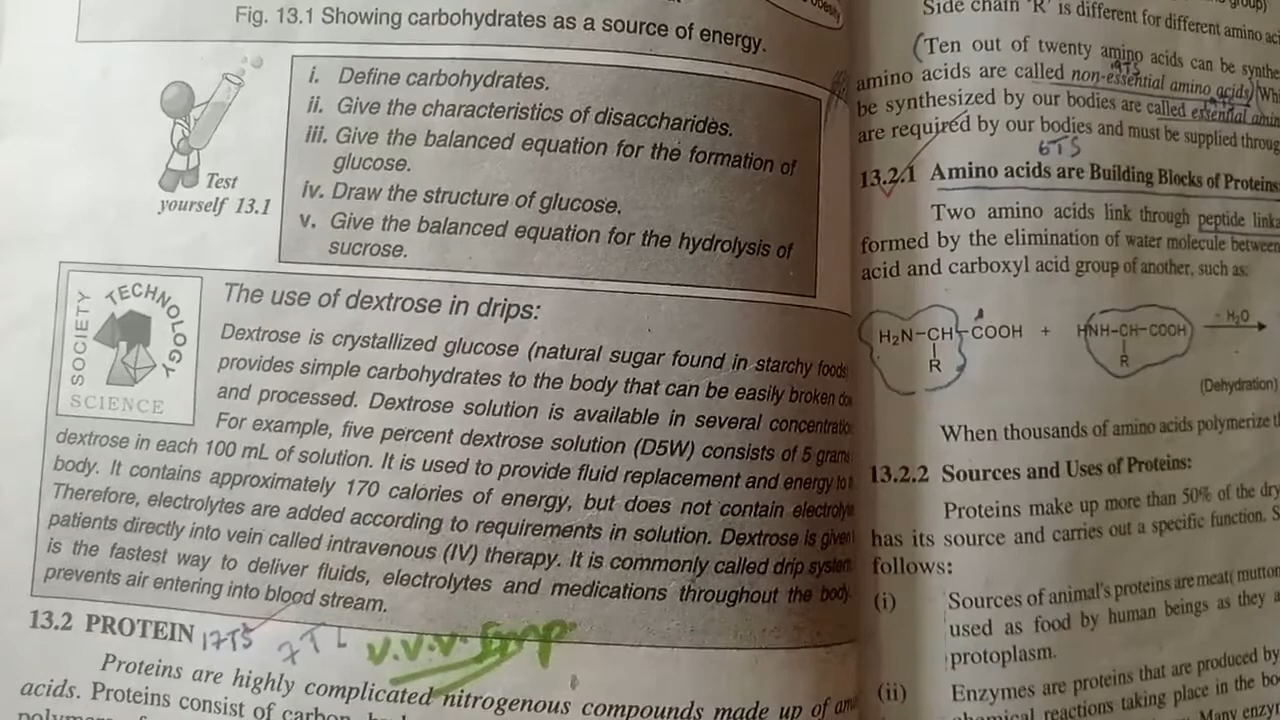 Obesity
Fig. 13.1 Showing carbohydrates as a source of energy.
Test
yourself 13.1
i. Define carbohydrates.
ii. Give the characteristics of disaccharides.
iii. Give the balanced equation for the formation of
glucose.
iv. Draw the structure of glucose.
v. Give the balanced equation for the hydrolysis of
sucrose.
SOCIETY
TECHNOLOGY
SCIENCE
The use of dextrose in drips:
Dextrose is crystallized glucose (natural sugar found in starchy foods
provides simple carbohydrates to the body that can be easily broken
and processed. Dextrose solution is available in several
For example, five percent dextrose solution (D5W) consists of 5 grams
dextrose in each 100 mL of solution. It is used to provide fluid replacement and energy to
body. It contains approximately 170 calories of energy, but does not contain
Therefore, electrolytes are added according to requirements in solution. Dextrose is given
patients directly into vein called intravenous (IV) therapy. It is commonly called drip system
is the fastest way to deliver fluids, electrolytes and medications throughout the body.
prevents air entering into blood stream.
13.2 PROTEIN 17TS 7TL v.v.v. Imp
Proteins are highly complicated nitrogenous compounds made up of
acids. Proteins consist of
Side chain 'R' is different for different amino
(Ten out of twenty amino acids can be
amino acids are called non-essential amino acids)
be synthesized by our bodies are called essential
are required by our bodies and must be supplied
6TS
13.2.1 Amino acids are Building Blocks of Proteins:
Two amino acids link through peptide
formed by the elimination of water molecule between
acid and carboxyl acid group of another, such as:
H₂N–CH–COOH + HNH–CH–COOH - H₂O
R R
(Dehydration)
When thousands of amino acids polymerize
13.2.2 Sources and Uses of Proteins:
Proteins make up more than 50% of the dry
has its source and carries out a specific function.
follows:
(i) Sources of animal's proteins are meat( mutton
used as food by human beings as they
protoplasm.
(ii) Enzymes are proteins that are produced by
chemical reactions taking place in the
Many